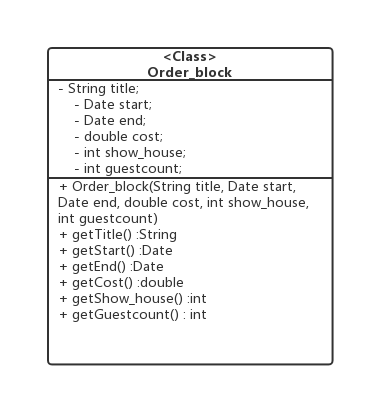 <Class>
Order_block
- String title;
- Date start;
- Date end;
- double cost;
- int show_house;
- int guestcount;
+ Order_block(String title, Date start,
Date end, double cost, int show_house,
int guestcount)
+ getTitle() :String
+ getStart() :Date
+ getEnd() :Date
+ getCost() :double
+ getShow_house() :int
+ getGuestcount() : int